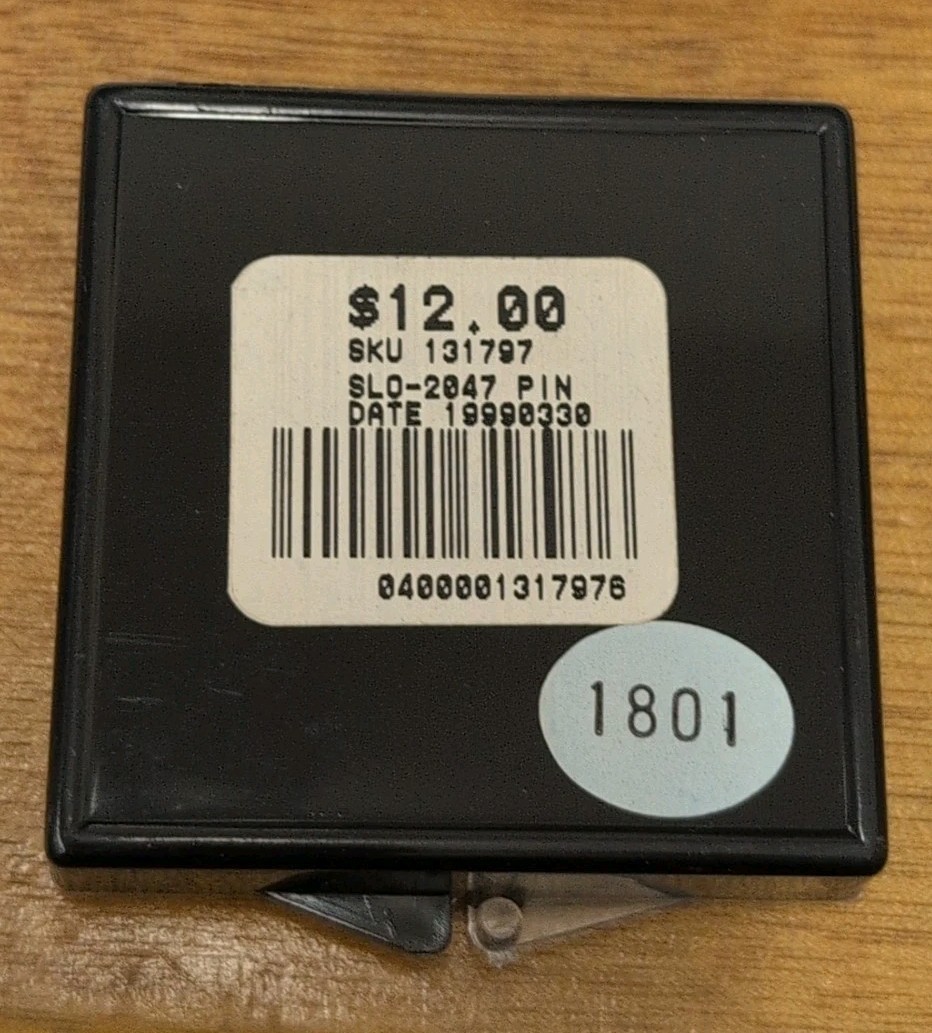 $12.00
SKU 131797
SLO-2047 PIN
DATE 19990330
0400001317976
1801